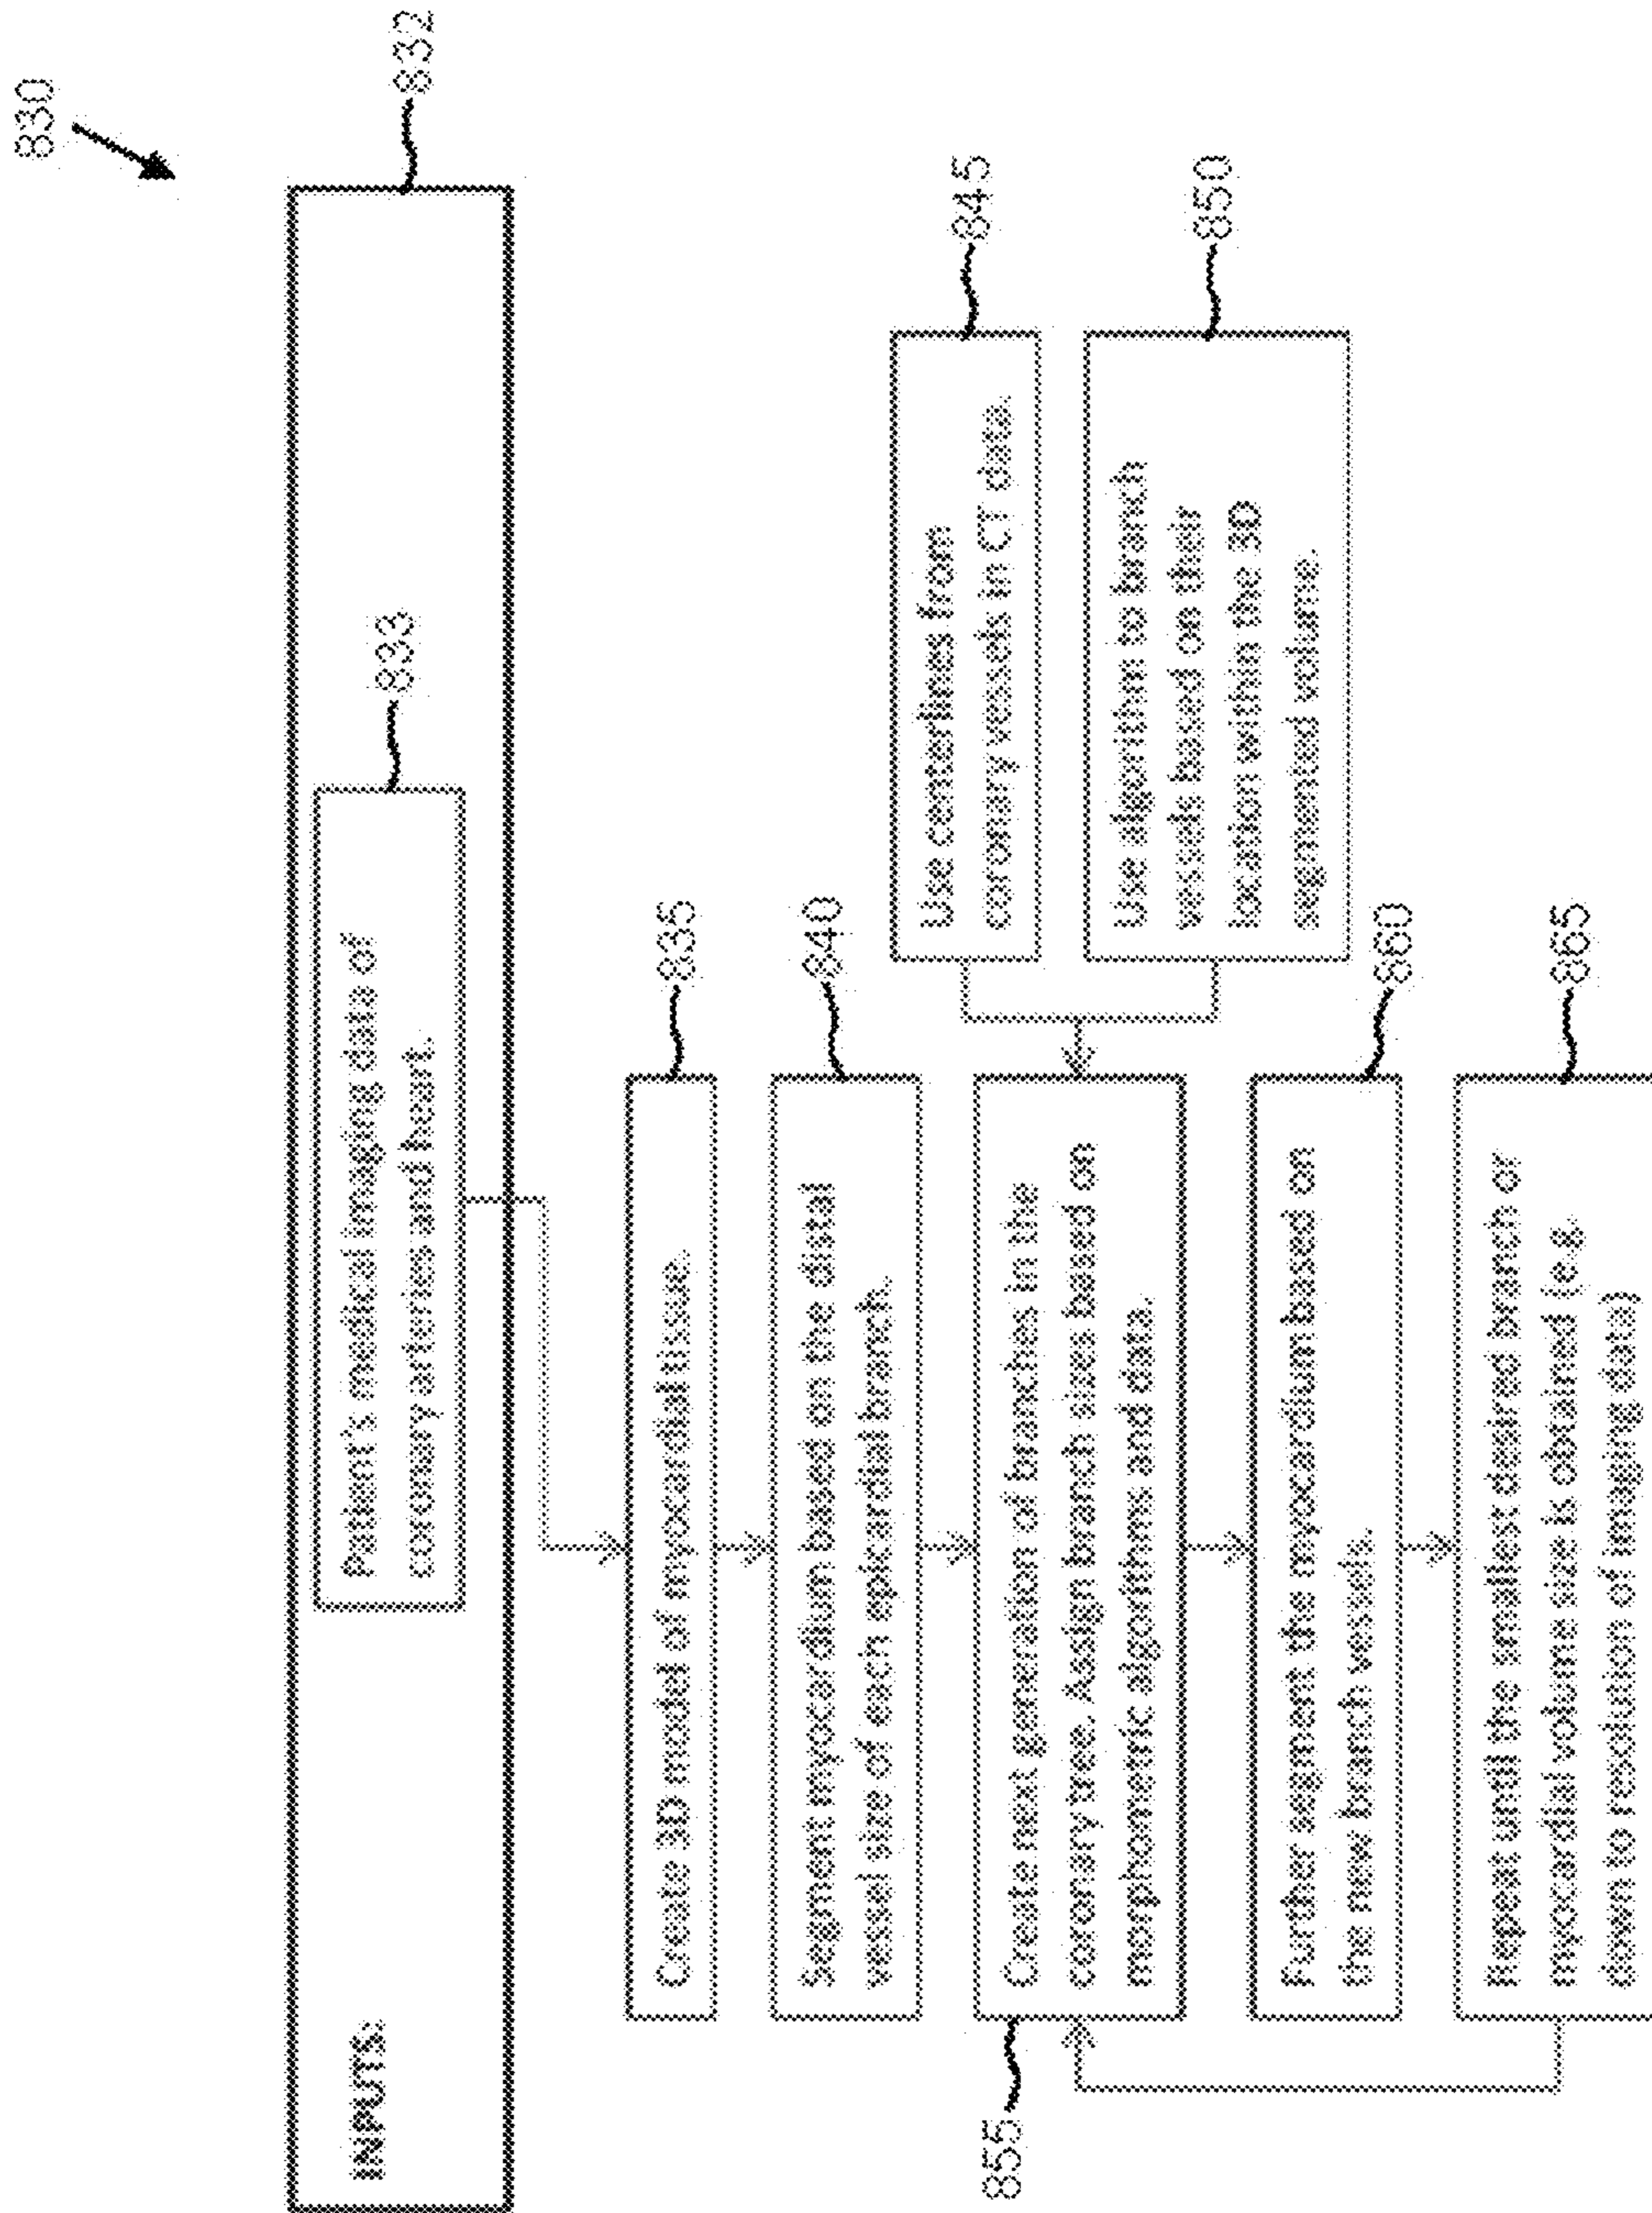 830
INPUTS:
832
833
Patient's medical imaging data of
coronary arteries and heart.
835
Create 3D model of myocardial tissue.
840
Segment myocardium based on the distal
vessel size of each epicardial branch.
845
Use centerlines from
coronary vessels in CT data.
850
Use algorithm to branch
vessels based on their
location within the 3D
segmented volume.
855
Create next generation of branches in the
coronary tree. Assign branch sizes based on
morphometric algorithms and data.
860
Further segment the myocardium based on
the new branch vessels.
865
Repeat until the smallest desired branch or
myocardial volume size is obtained (e.g.
down to resolution of imaging data)